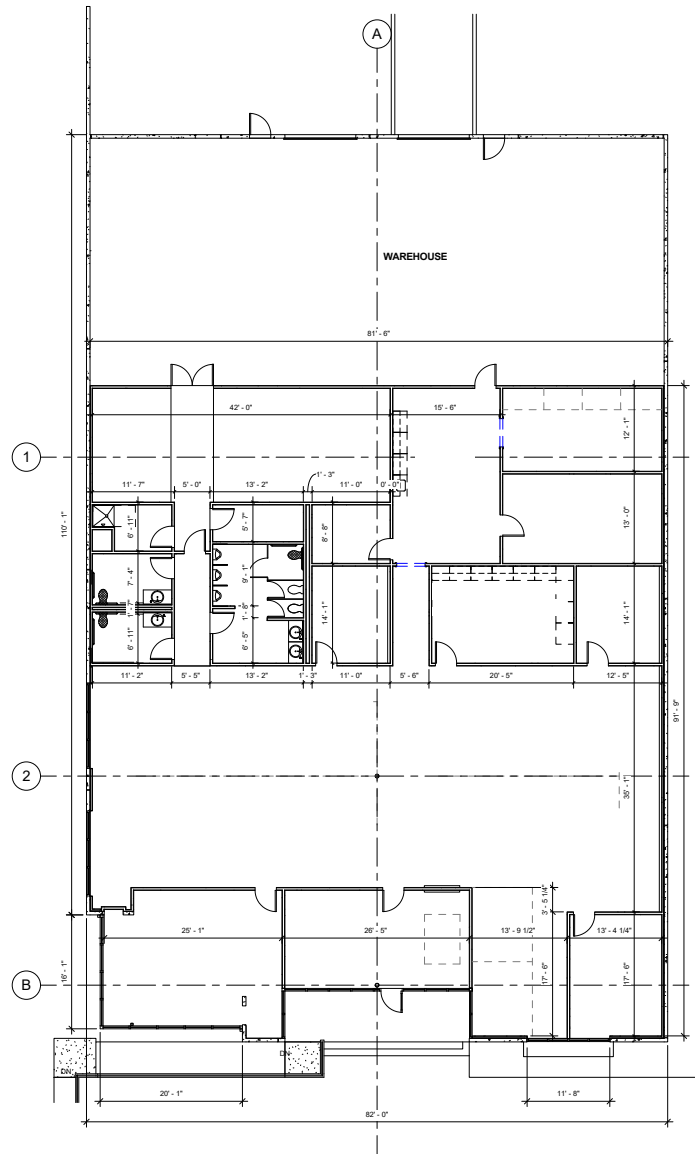 A
WAREHOUSE
81' - 6"
42' - 0"
15' - 6"
12' - 1"
1
1' - 3"
11' - 7"
5' - 0"
13' - 2"
11' - 0"
0' - 0"
110' - 1"
6' - 11"
5' - 7"
8' - 8"
13' - 0"
7' - 4"
9' - 1"
1' - 7"
1' - 8"
14' - 1"
14' - 1"
6' - 11"
6' - 5"
11' - 2"
5' - 5"
13' - 2"
1' - 3"
11' - 0"
5' - 6"
20' - 5"
12' - 5"
91' - 9"
2
35' - 1"
3' - 5 1/4"
25' - 1"
26' - 5"
13' - 9 1/2"
13' - 4 1/4"
16' - 1"
17' - 6"
17' - 6"
B
DN
DN
20' - 1"
11' - 8"
82' - 0"